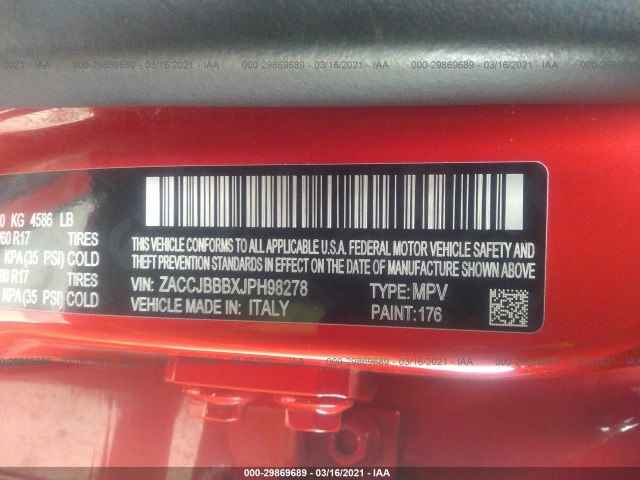 000-29869689 - 03/16/2021 - IAA
0 KG 4586 LB
/60 R17 TIRES
KPA(35 PSI) COLD
/60 R17 TIRES
KPA(35 PSI) COLD
THIS VEHICLE CONFORMS TO ALL APPLICABLE U.S.A. FEDERAL MOTOR VEHICLE SAFETY AND
THEFT PREVENTION STANDARDS IN EFFECT ON THE DATE OF MANUFACTURE SHOWN ABOVE.
VIN: ZACCJBBBXJPH98278 TYPE: MPV
VEHICLE MADE IN ITALY PAINT: 176
000-29869689 - 03/16/2021 - IAA